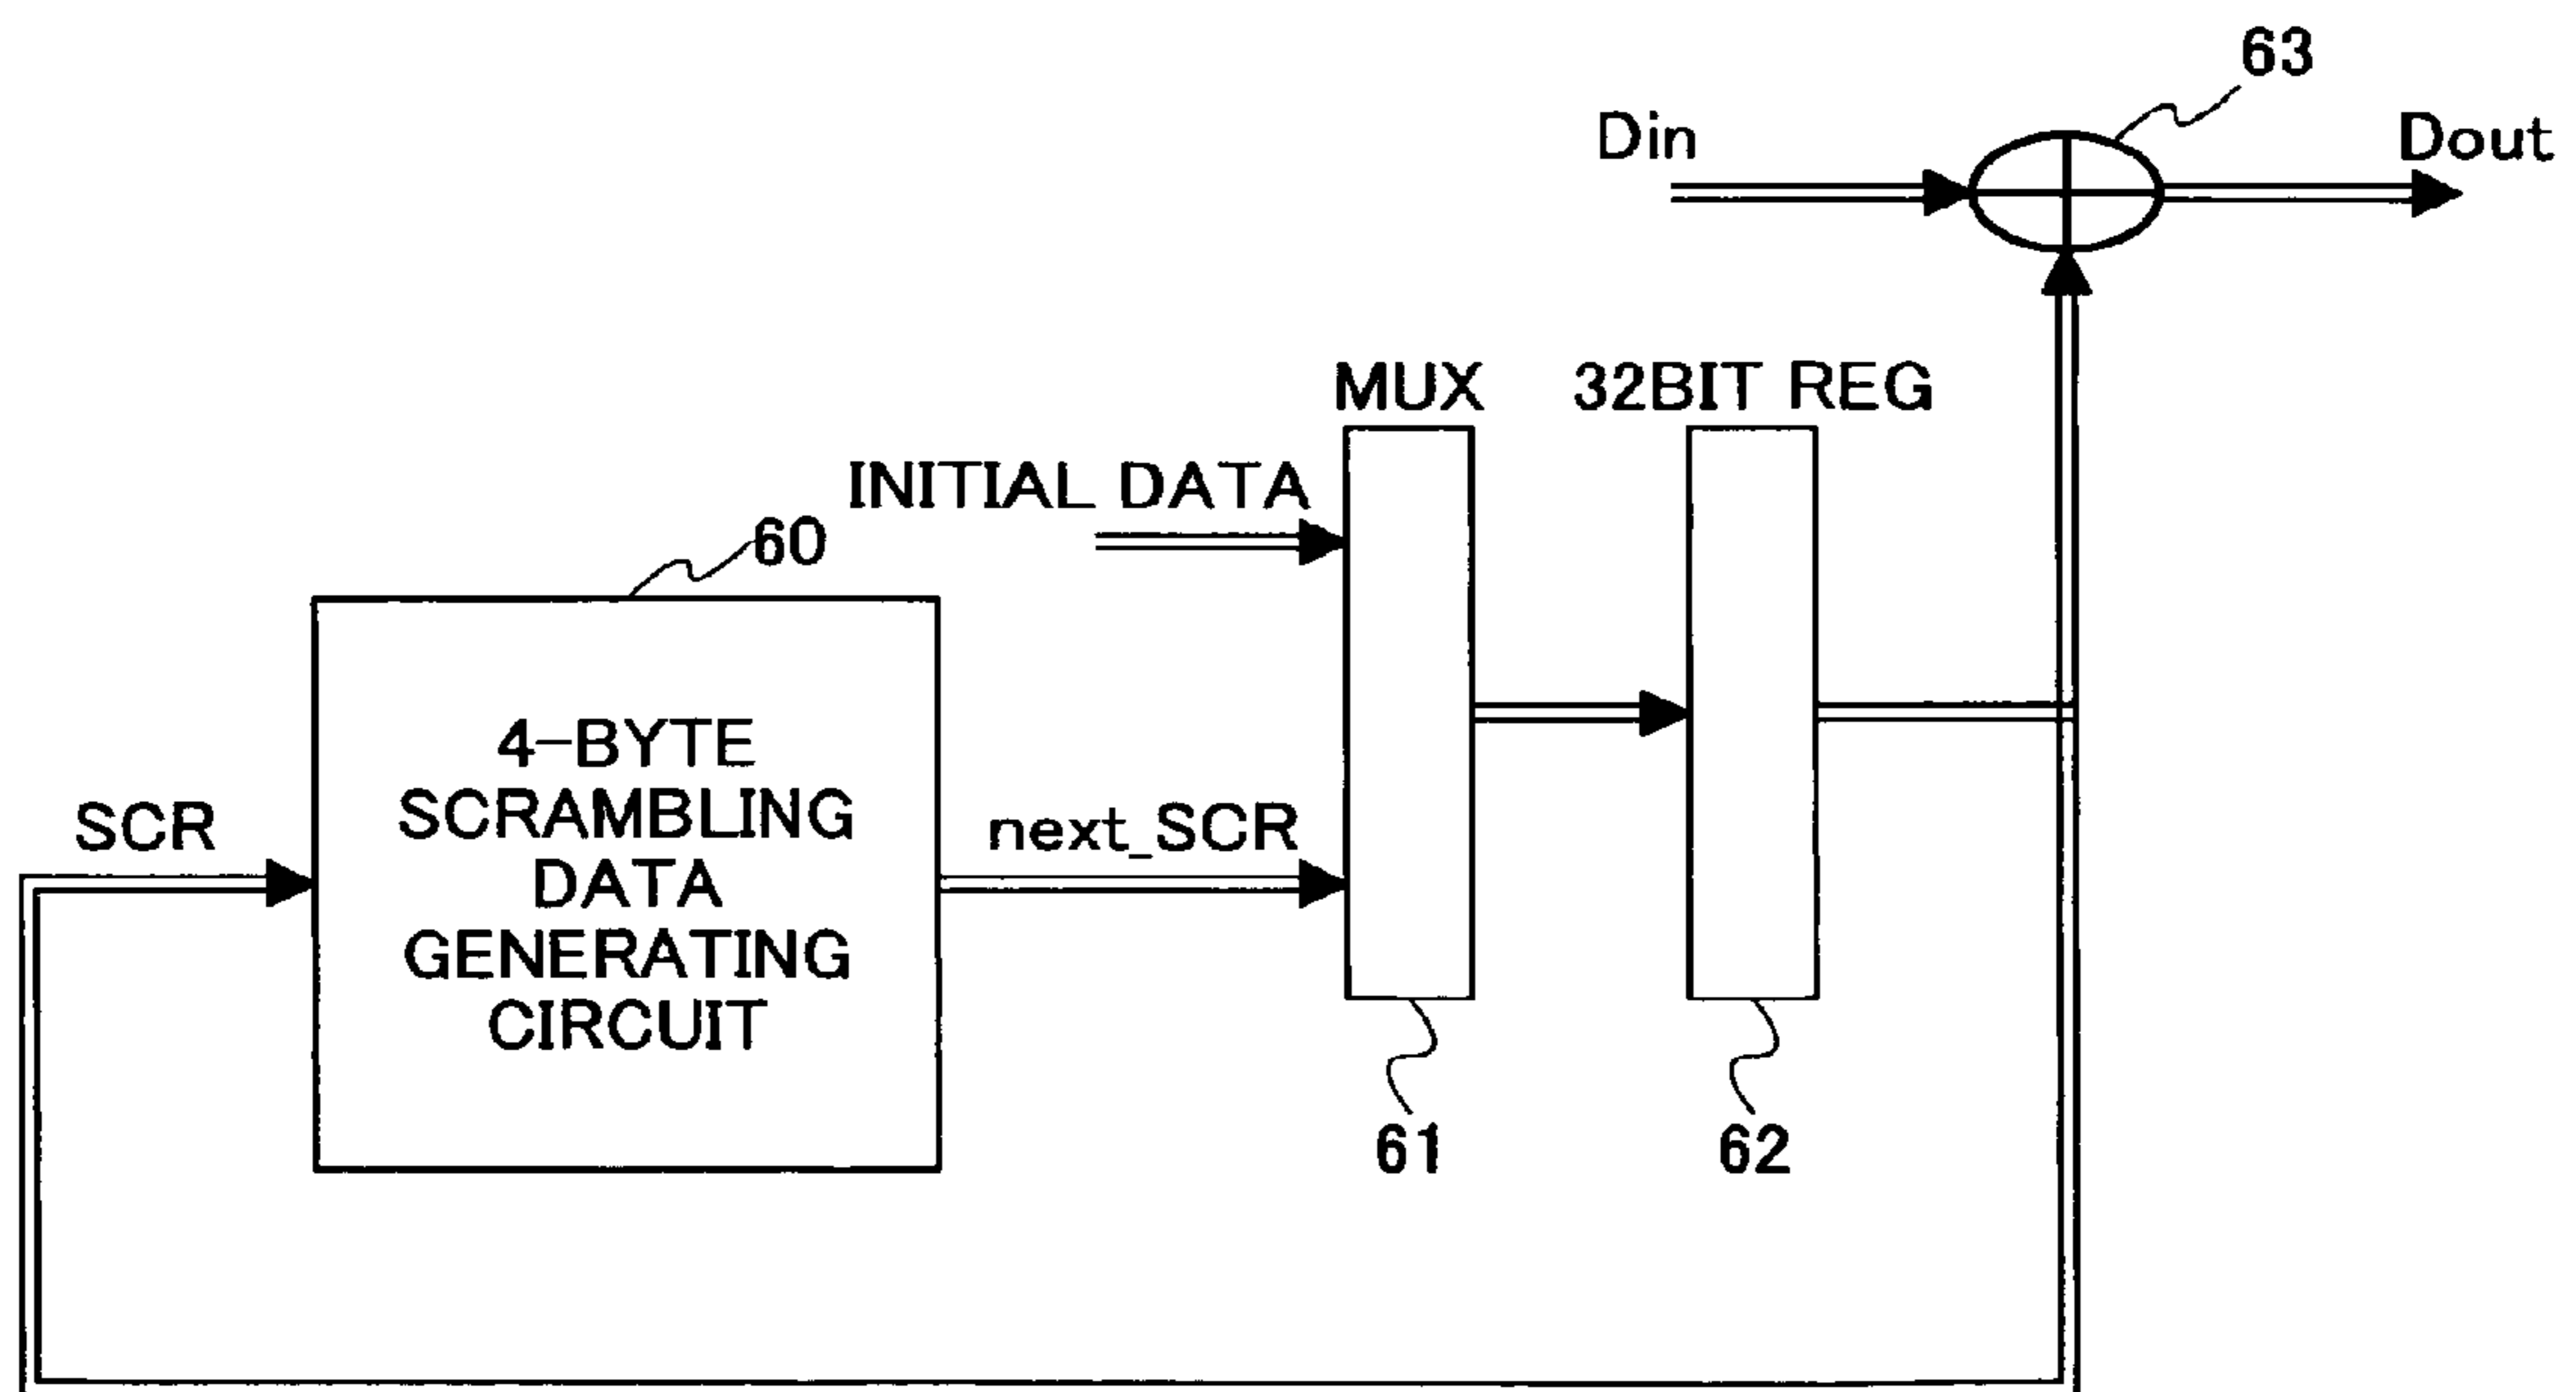 63
Din
Dout
MUX
32BIT REG
INITIAL DATA
60
4-BYTE
SCRAMBLING
DATA
GENERATING
CIRCUIT
SCR
next_SCR
61
62